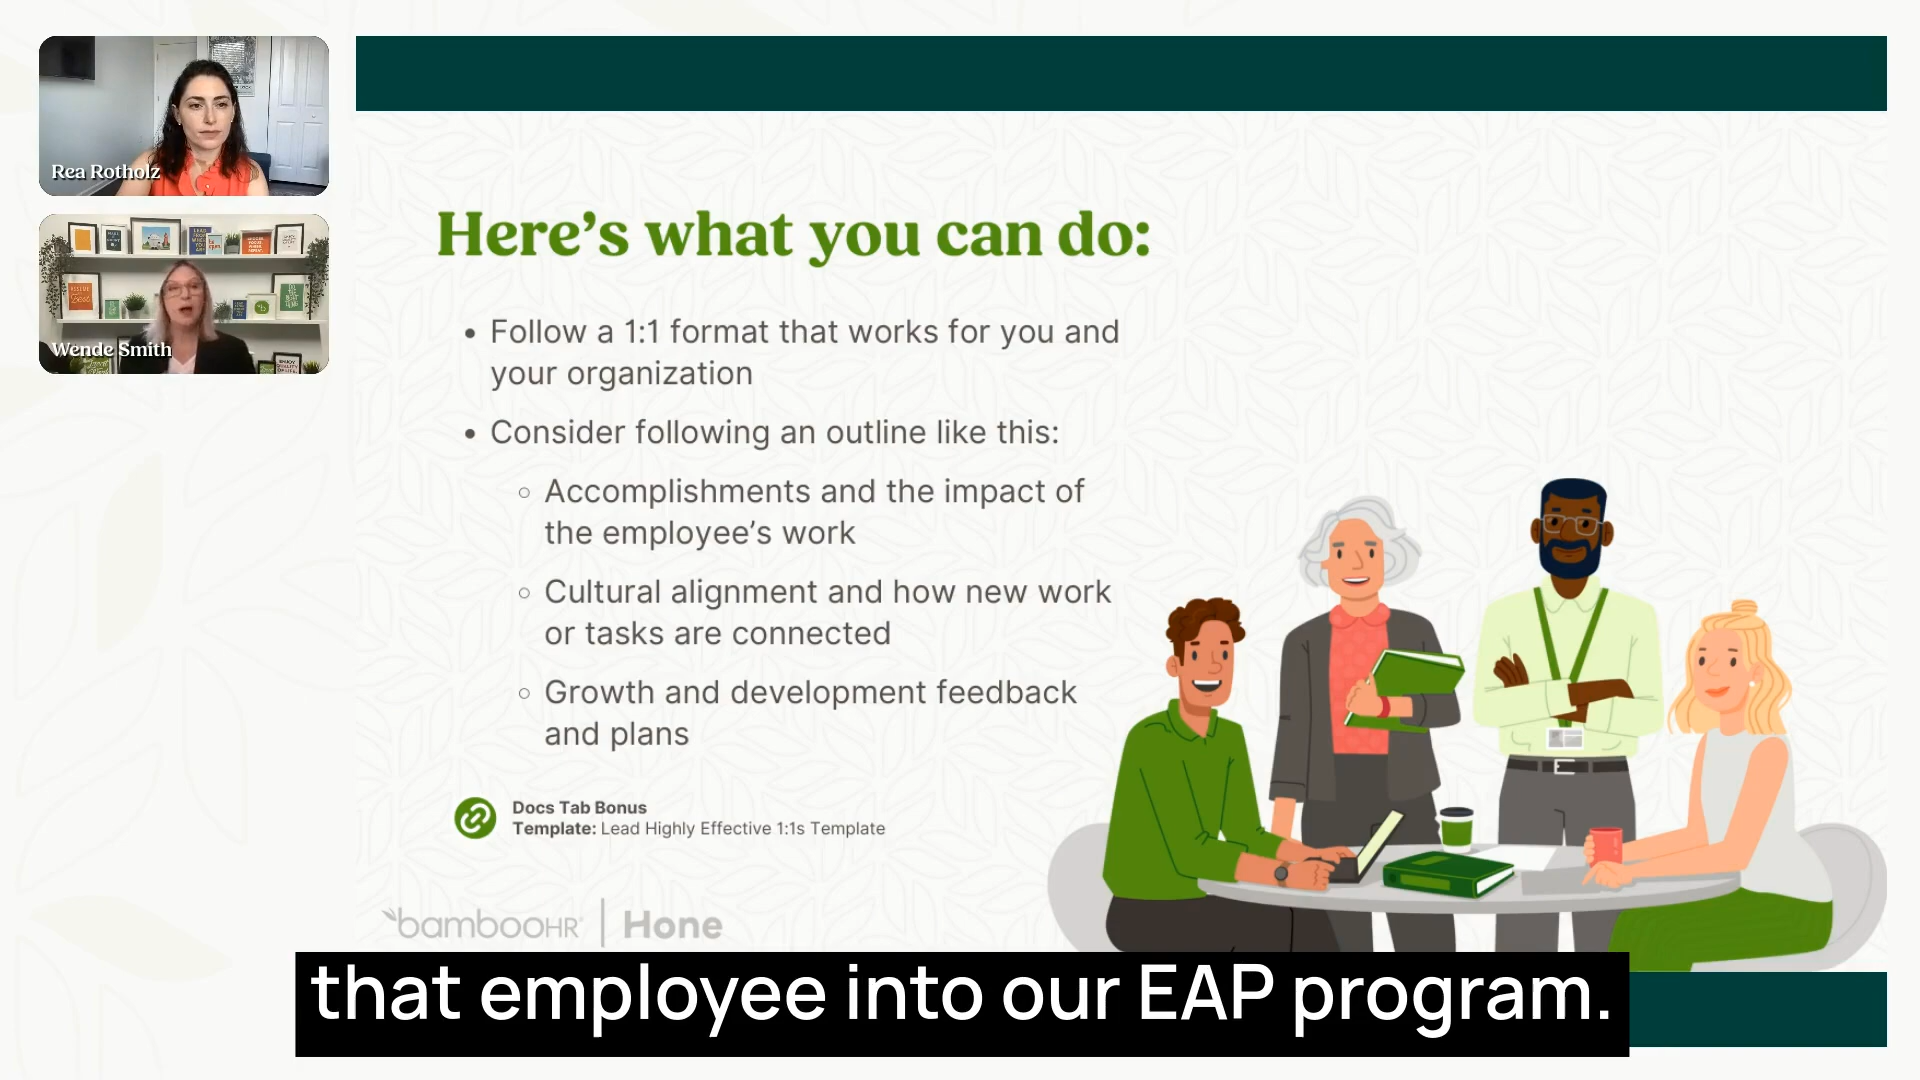 Rea Rotholz
Wende Smith
Here’s what you can do:
• Follow a 1:1 format that works for you and
your organization
• Consider following an outline like this:
○ Accomplishments and the impact of
the employee’s work
○ Cultural alignment and how new work
or tasks are connected
○ Growth and development feedback
and plans
Docs Tab Bonus
Template: Lead Highly Effective 1:1s Template
bambooHR | Hone
that employee into our EAP program.